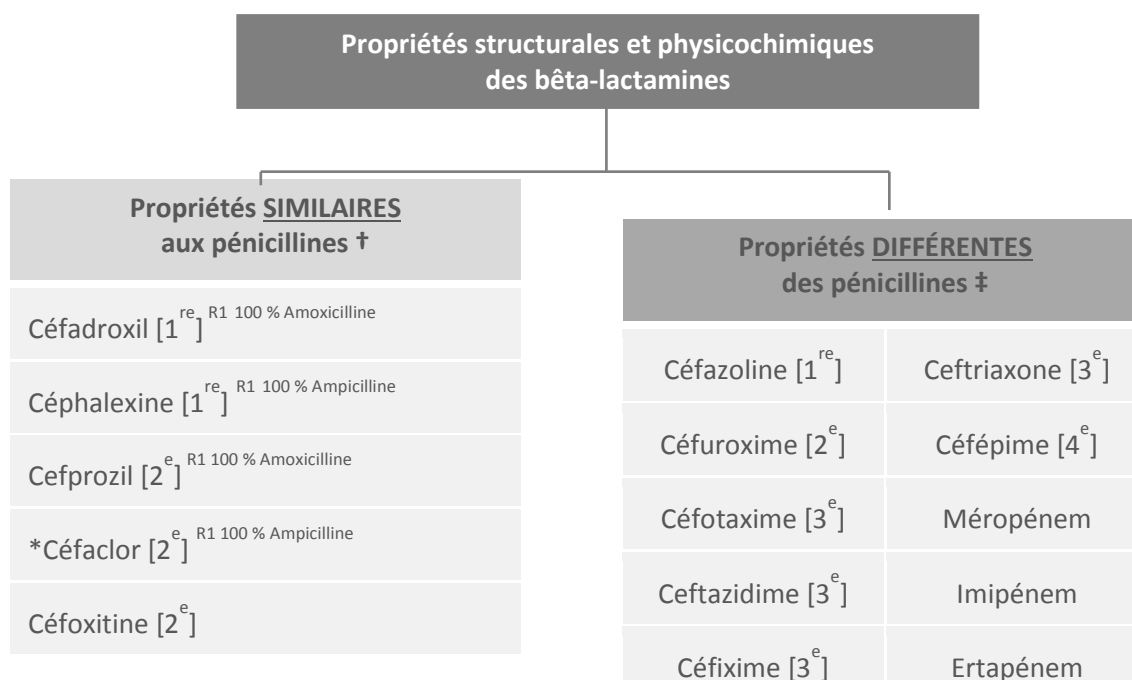 Propriétés structurales et physicochimiques
des bêta-lactamines
Propriétés SIMILAIRES
aux pénicillines †
Céfadroxil [1re] R1 100 % Amoxicilline
Céphalexine [1re] R1 100 % Ampicilline
Cefprozil [2e] R1 100 % Amoxicilline
*Céfaclor [2e] R1 100 % Ampicilline
Céfoxitine [2e]
Propriétés DIFFÉRENTES
des pénicillines ‡
Céfazoline [1re] Ceftriaxone [3e]
Céfuroxime [2e] Céfépime [4e]
Céfotaxime [3e] Méropénem
Ceftazidime [3e] Imipénem
Céfixime [3e] Ertapénem